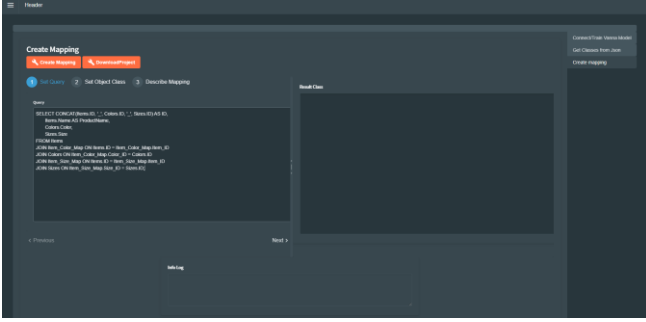 Header
Create Mapping
Create Mapping
DownloadProject
1 Set Query 2 Set Object Class 3 Describe Mapping
Query
SELECT CONCAT(Items.ID, '_', Colors.ID, '_', Sizes.ID) AS ID,
Items.Name AS ProductName,
Colors.Color,
Sizes.Size
FROM Items
JOIN Item_Color_Map ON Items.ID = Item_Color_Map.Item_ID
JOIN Colors ON Item_Color_Map.Color_ID = Colors.ID
JOIN Item_Size_Map ON Items.ID = Item_Size_Map.Item_ID
JOIN Sizes ON Item_Size_Map.Size_ID = Sizes.ID;
< Previous
Next >
Result Class
Info Log
Model
Get Classes from Json
Create mapping